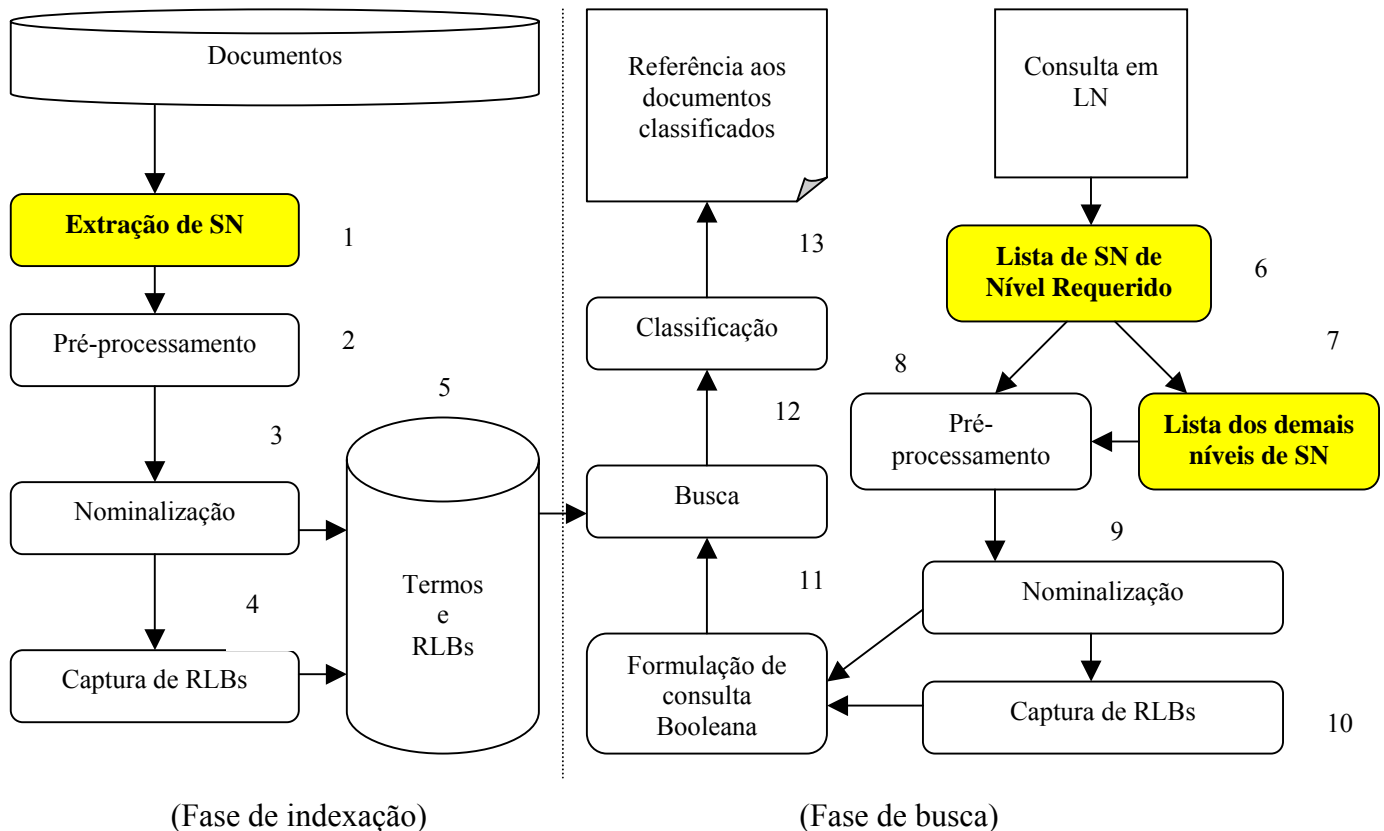 Documentos
Extração de SN
1
Pré-processamento
2
3
Nominalização
4
Captura de RLBs
5
Termos
e
RLBs
(Fase de indexação)
Referência aos
documentos
classificados
13
Classificação
12
Busca
11
Formulação de
consulta
Booleana
Consulta em
LN
Lista de SN de
Nível Requerido
6
7
8
Pré-
processamento
Lista dos demais
níveis de SN
9
Nominalização
Captura de RLBs
10
(Fase de busca)